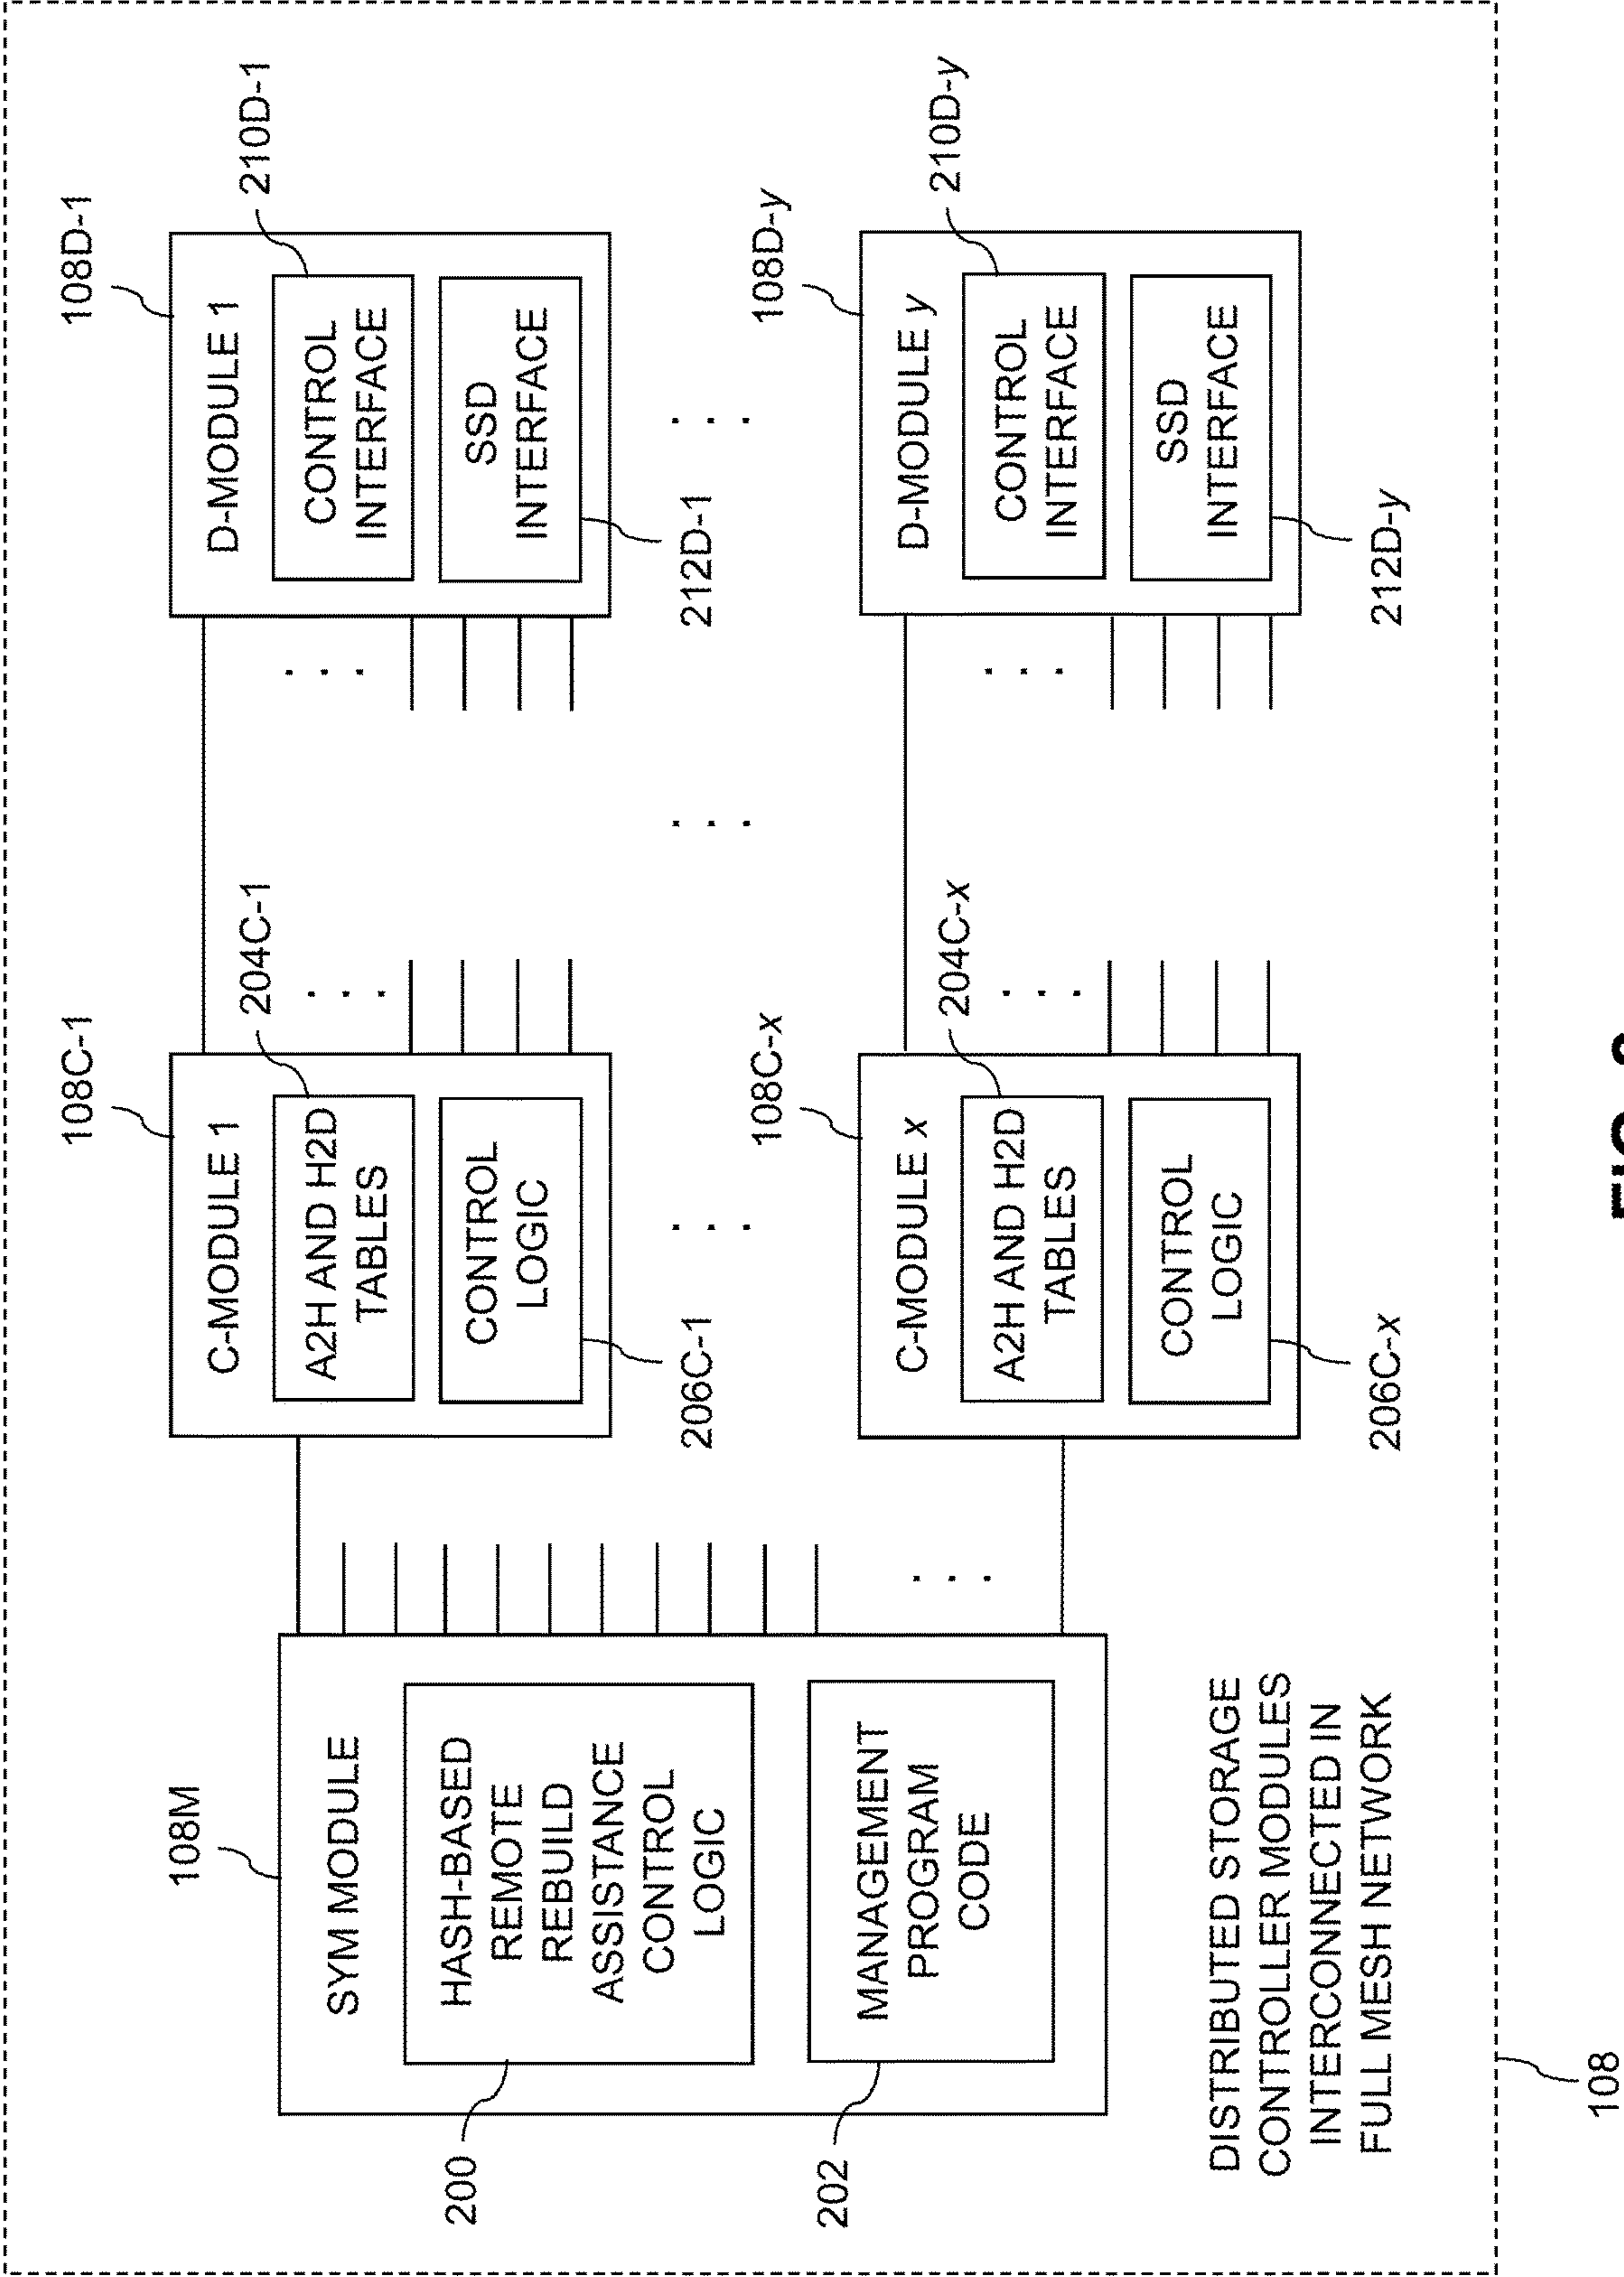 108M
SYM MODULE
HASH-BASED
REMOTE
REBUILD
ASSISTANCE
CONTROL
LOGIC
200
MANAGEMENT
PROGRAM
CODE
202
DISTRIBUTED STORAGE
CONTROLLER MODULES
INTERCONNECTED IN
FULL MESH NETWORK
108
108C-1
C-MODULE 1
204C-1
A2H AND H2D
TABLES
CONTROL
LOGIC
206C-1
. . .
108C-x
C-MODULE x
204C-x
A2H AND H2D
TABLES
CONTROL
LOGIC
206C-x
. . .
108D-1
D-MODULE 1
210D-1
CONTROL
INTERFACE
SSD
INTERFACE
212D-1
. . .
108D-y
D-MODULE y
210D-y
CONTROL
INTERFACE
SSD
INTERFACE
212D-y